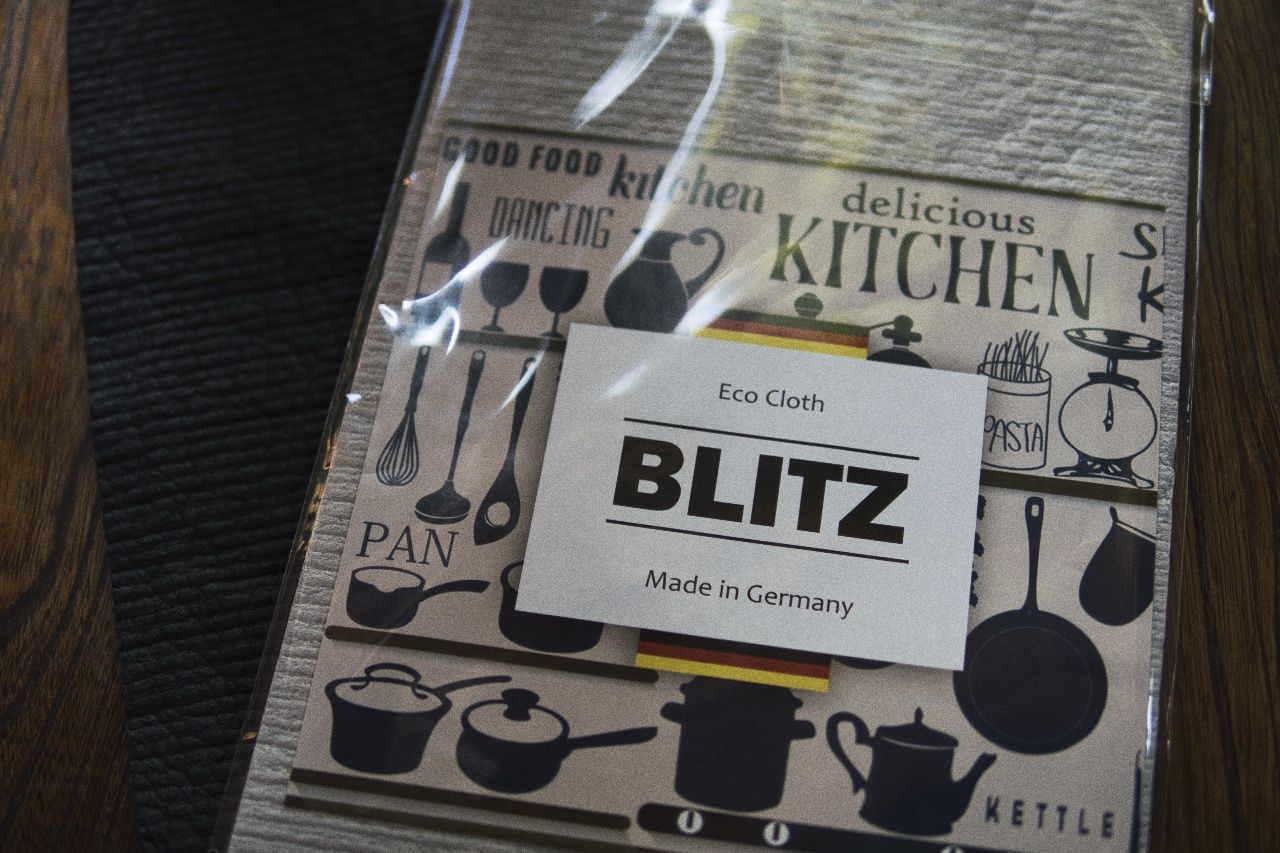 GOOD FOOD kitchen
DANCING
delicious
KITCHEN
PASTA
Eco Cloth
BLITZ
Made in Germany
PAN
KETTLE